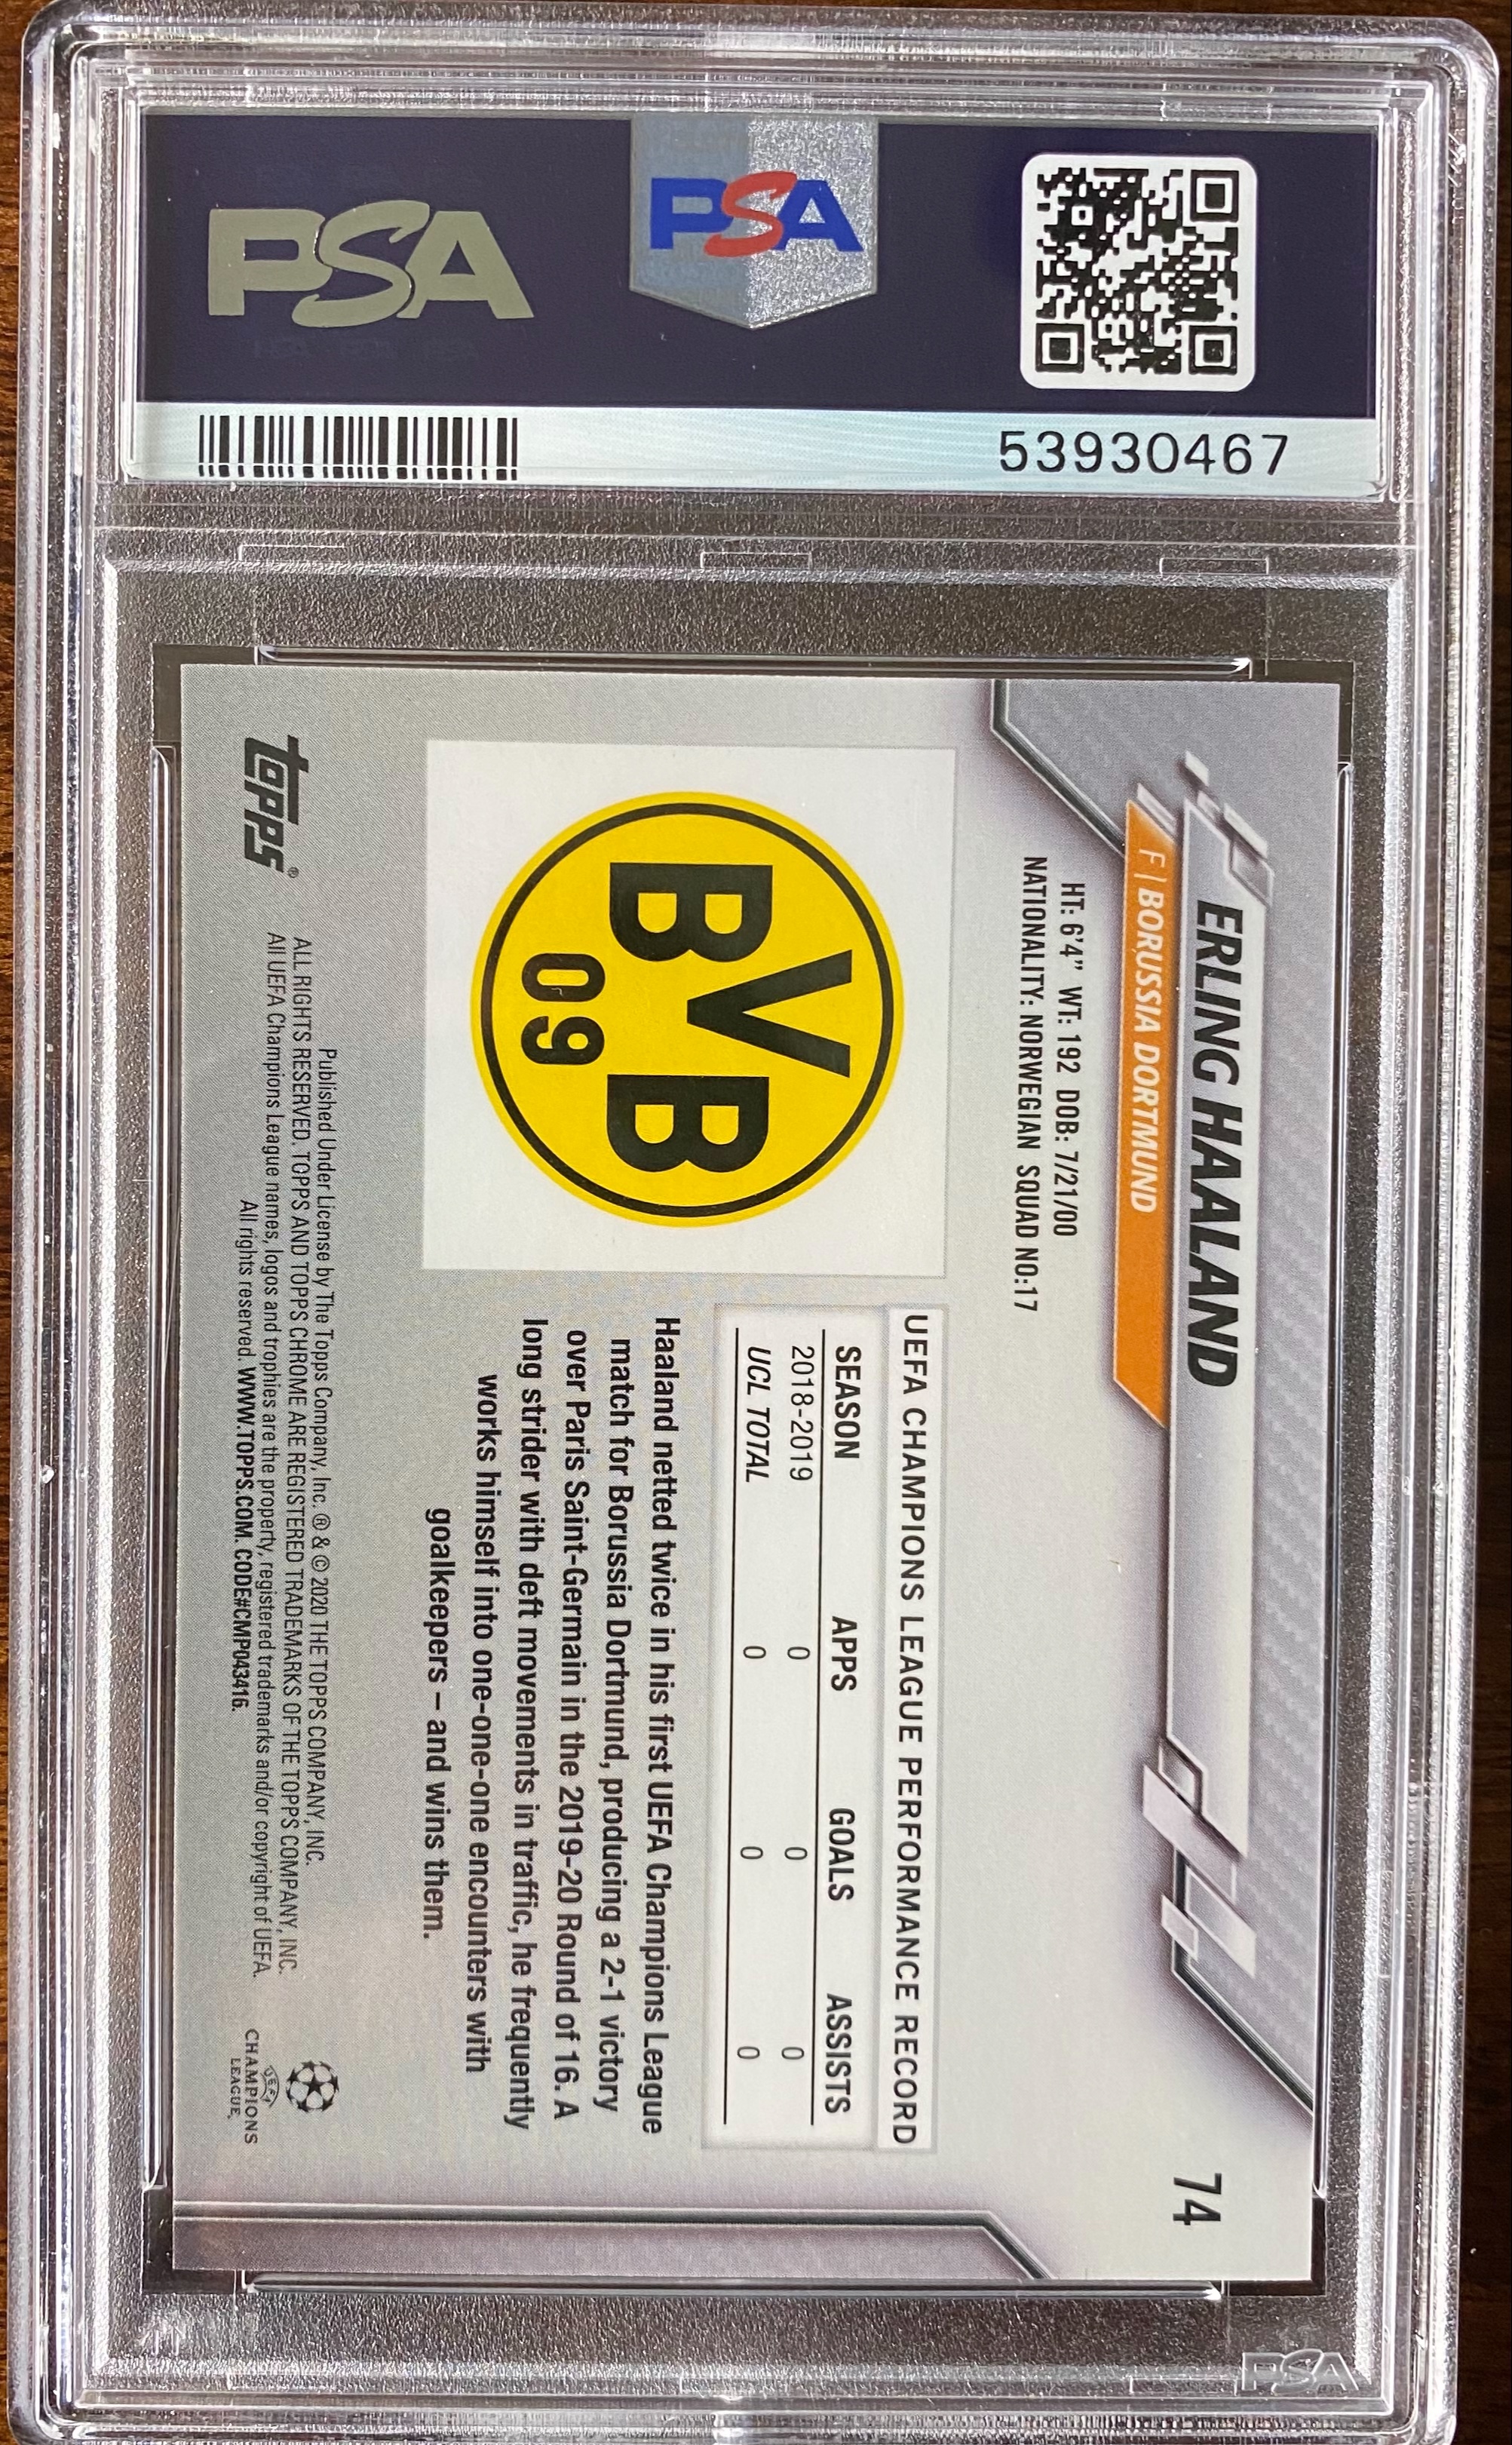 PSA
PSA
53930467
74
ERLING HAALAND
F | BORUSSIA DORTMUND
HT: 6'4” WT: 192 DOB: 7/21/00
NATIONALITY: NORWEGIAN SQUAD NO:17
BVB
09
UEFA CHAMPIONS LEAGUE PERFORMANCE RECORD
SEASON APPS GOALS ASSISTS
2018-2019 0 0 0
UCL TOTAL 0 0 0
Haaland netted twice in his first UEFA Champions League
match for Borussia Dortmund, producing a 2-1 victory
over Paris Saint-Germain in the 2019-20 Round of 16. A
long strider with deft movements in traffic, he frequently
works himself into one-one-one encounters with
goalkeepers – and wins them.
topps®
Published Under License by The Topps Company, Inc. ® & © 2020 THE TOPPS COMPANY, INC.
ALL RIGHTS RESERVED. TOPPS AND TOPPS CHROME ARE REGISTERED TRADEMARKS OF THE TOPPS COMPANY, INC.
All UEFA Champions League names, logos and trophies are the property, registered trademarks and/or copyright of UEFA.
All rights reserved. WWW.TOPPS.COM. CODE#CMP043416.
UEFA
CHAMPIONS
LEAGUE.
PSA